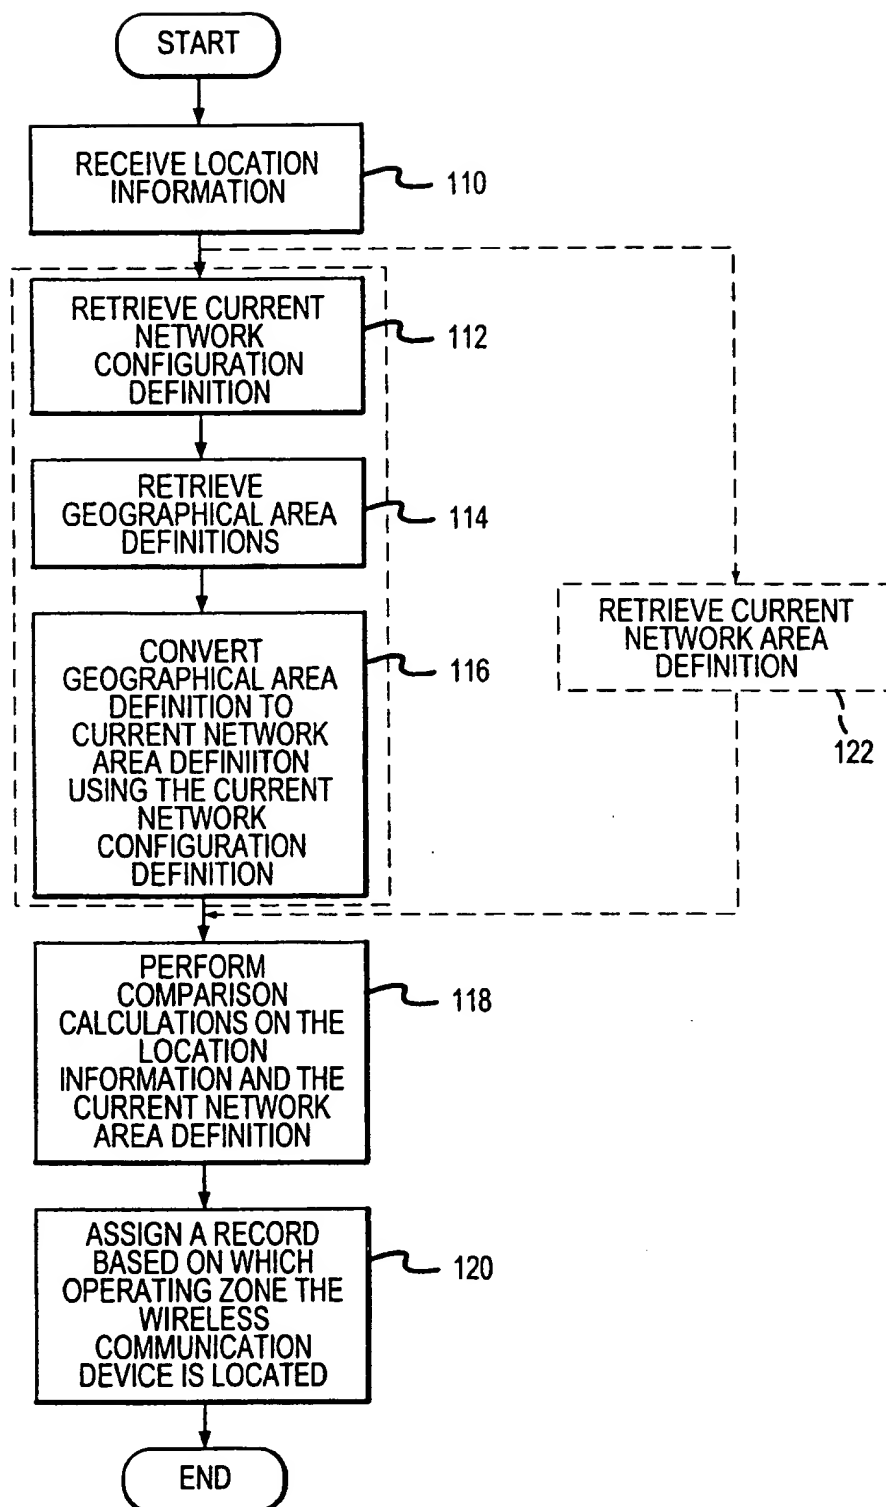 START
RECEIVE LOCATION
INFORMATION
110
RETRIEVE CURRENT
NETWORK
CONFIGURATION
DEFINITION
112
RETRIEVE
GEOGRAPHICAL AREA
DEFINITIONS
114
CONVERT
GEOGRAPHICAL AREA
DEFINITION TO
CURRENT NETWORK
AREA DEFINIITON
USING THE CURRENT
NETWORK
CONFIGURATION
DEFINITION
116
RETRIEVE CURRENT
NETWORK AREA
DEFINITION
122
PERFORM
COMPARISON
CALCULATIONS ON THE
LOCATION
INFORMATION AND THE
CURRENT NETWORK
AREA DEFINITION
118
ASSIGN A RECORD
BASED ON WHICH
OPERATING ZONE THE
WIRELESS
COMMUNICATION
DEVICE IS LOCATED
120
END